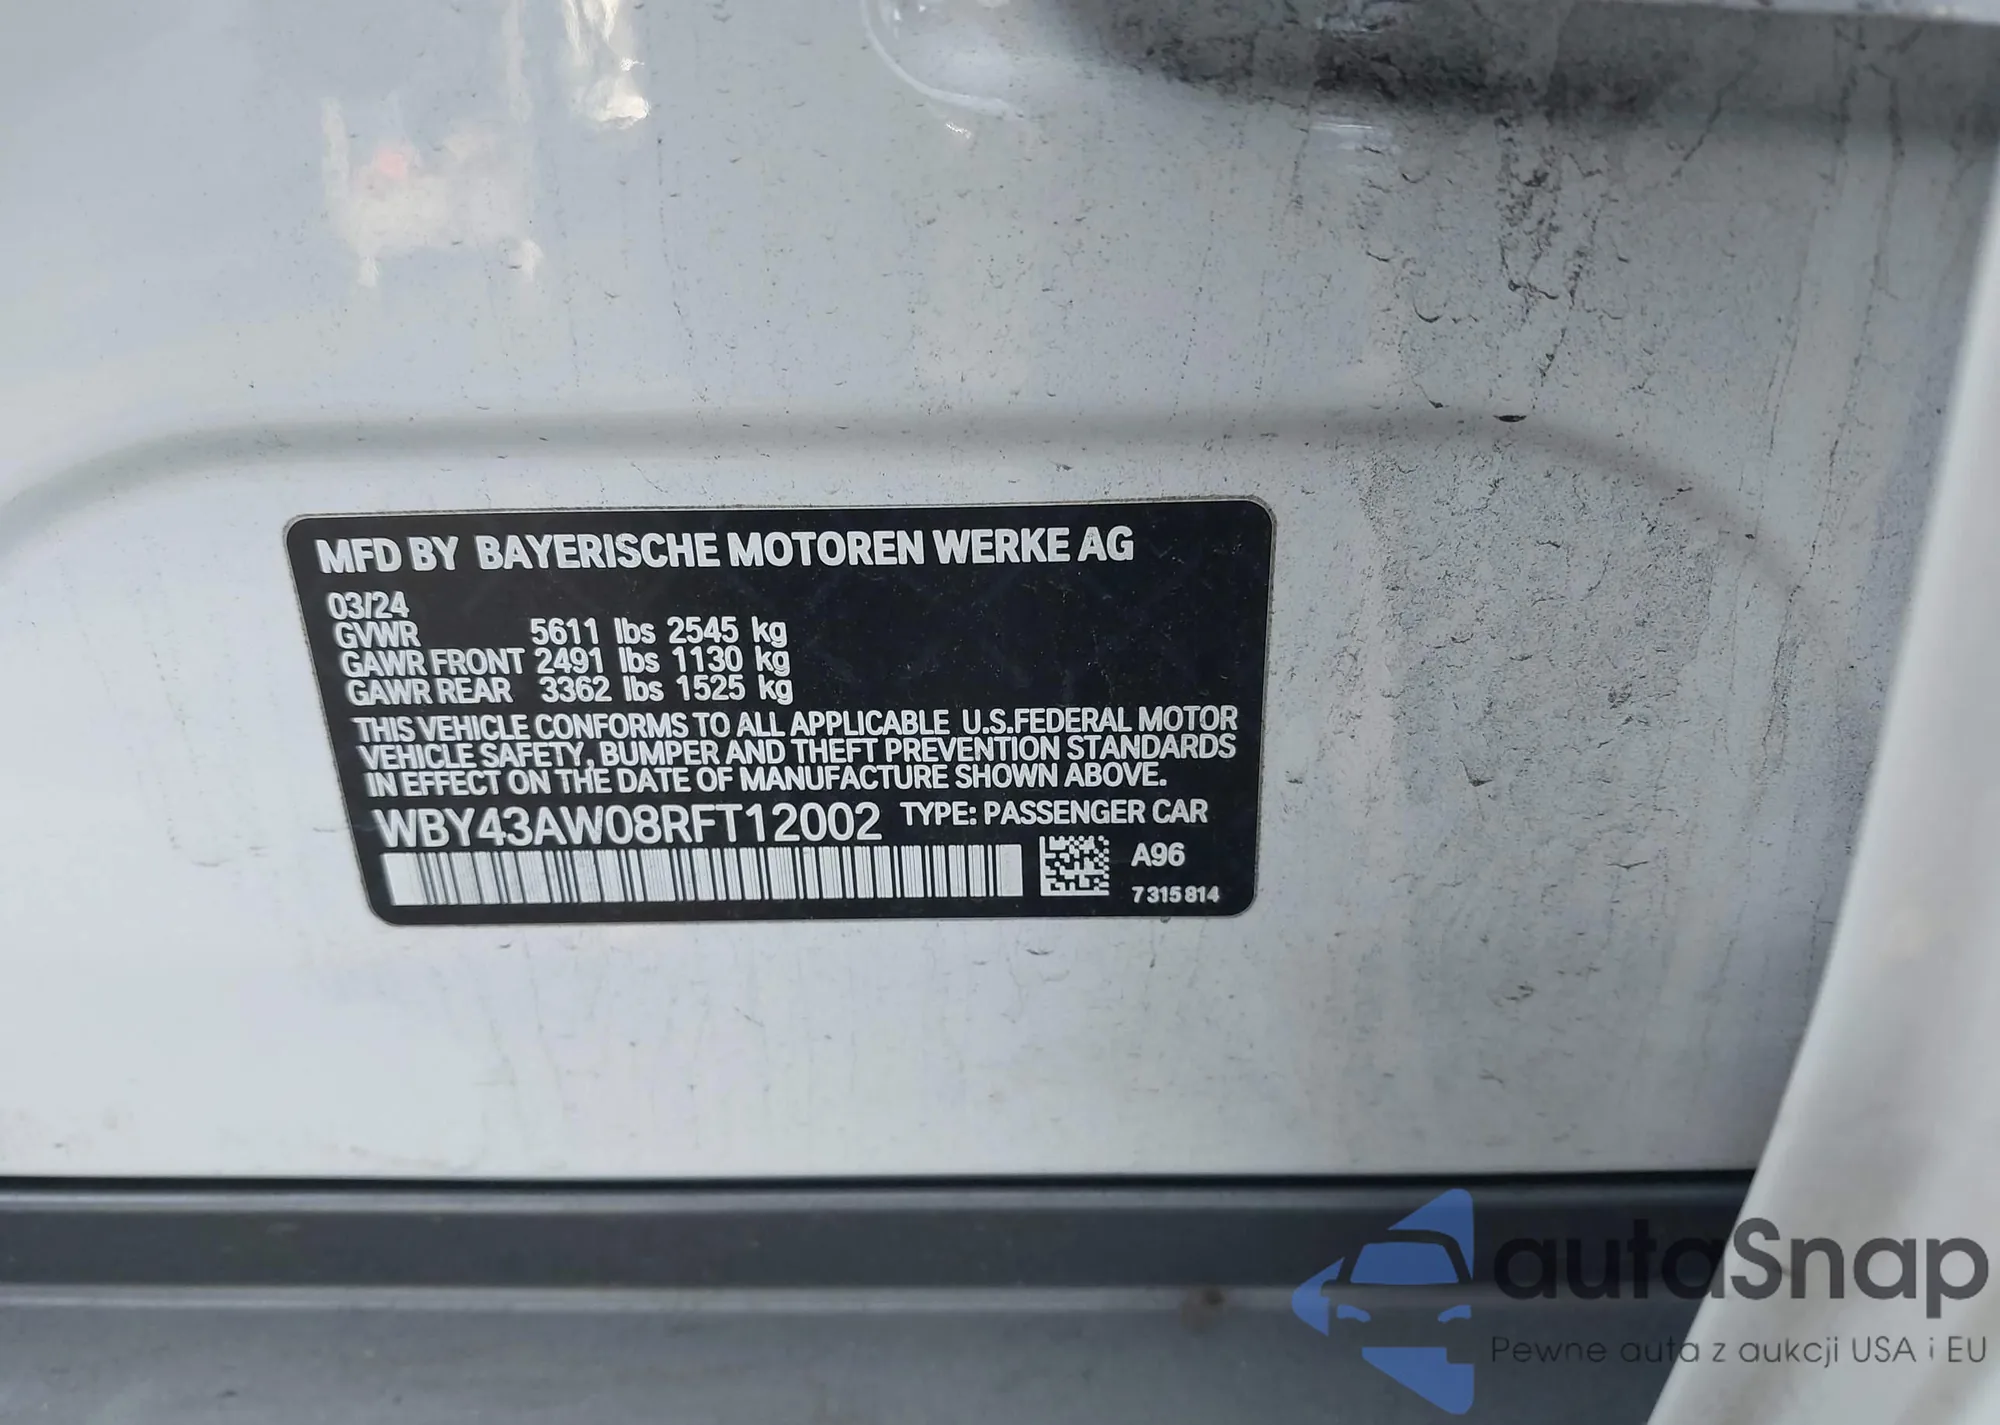 MFD BY BAYERISCHE MOTOREN WERKE AG
03/24
GVWR 5611 lbs 2545 kg
GAWR FRONT 2491 lbs 1130 kg
GAWR REAR 3362 lbs 1525 kg
THIS VEHICLE CONFORMS TO ALL APPLICABLE U.S.FEDERAL MOTOR
VEHICLE SAFETY, BUMPER AND THEFT PREVENTION STANDARDS
IN EFFECT ON THE DATE OF MANUFACTURE SHOWN ABOVE.
WBY43AW08RFT12002 TYPE: PASSENGER CAR
A96
7315814
autaSnap
Pewne auta z aukcji USA i EU